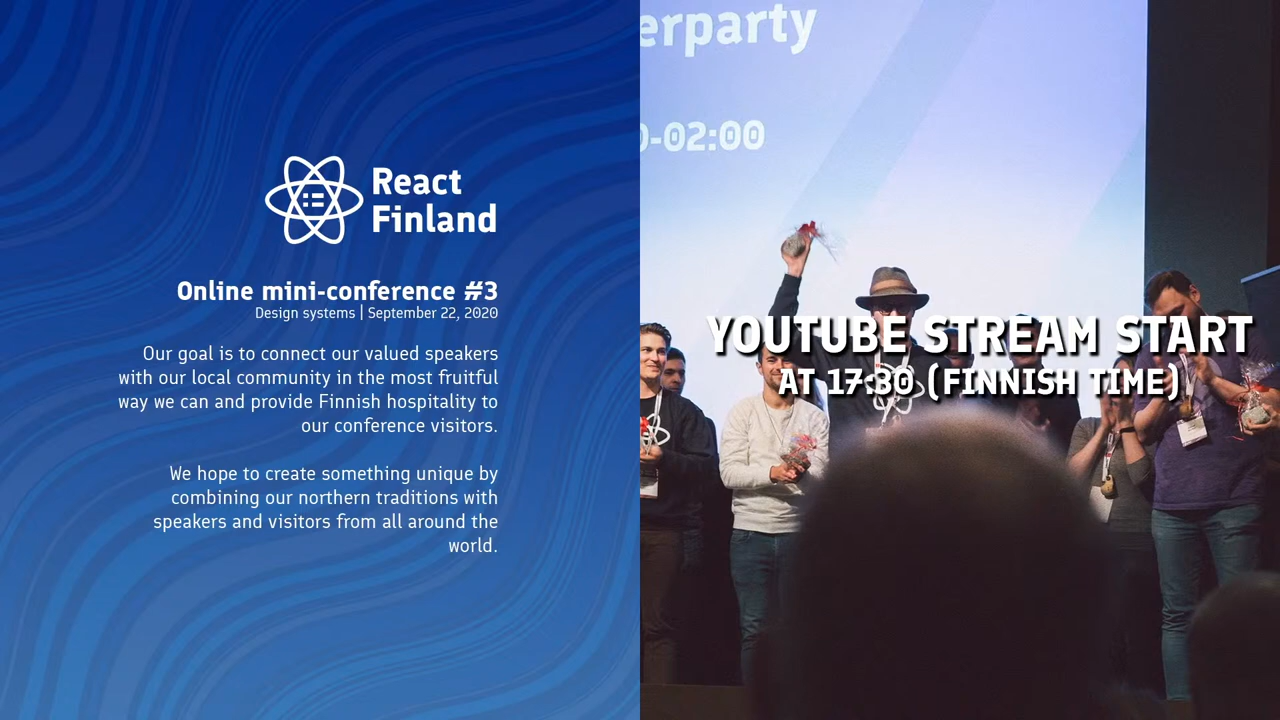 React
Finland
Online mini-conference #3
Design systems | September 22, 2020
Our goal is to connect our valued speakers
with our local community in the most fruitful
way we can and provide Finnish hospitality to
our conference visitors.
We hope to create something unique by
combining our northern traditions with
speakers and visitors from all around the
world.
erparty
0-02:00
YOUTUBE STREAM START
AT 17:30 (FINNISH TIME)